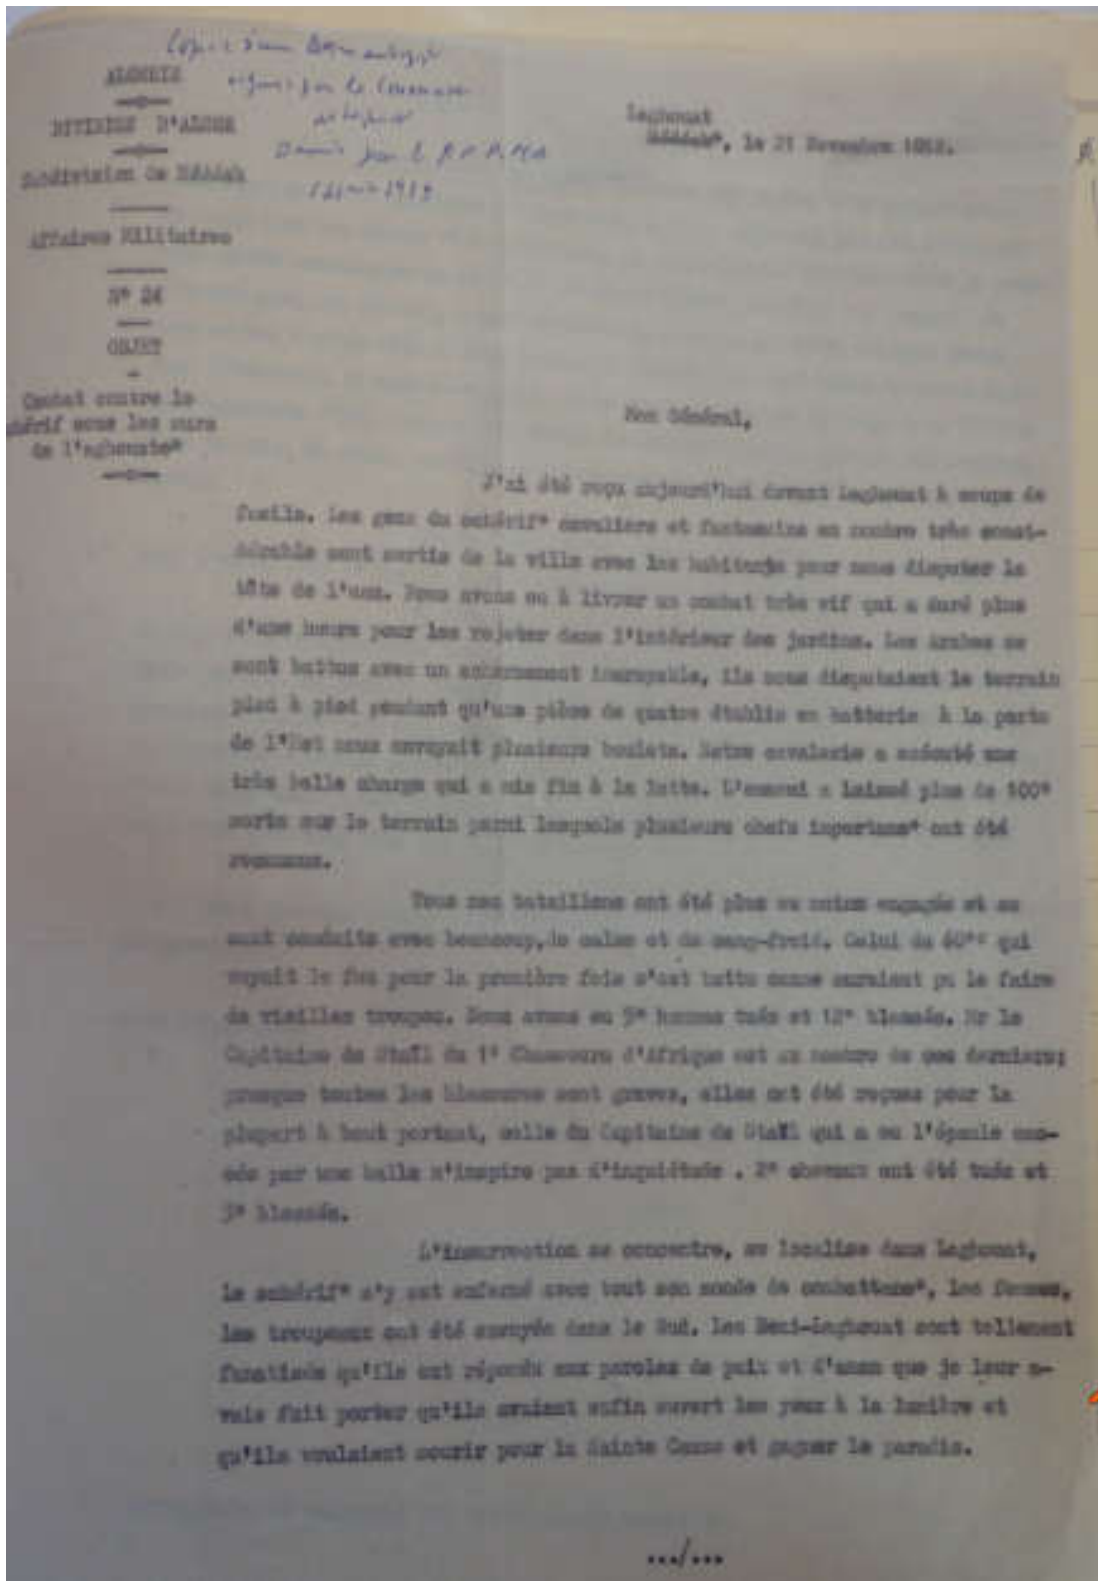 ALGERIE
DIVISION D'ALGER
Subdivision de Médéah
Affaires Militaires
N° 24
OBJET
Combat contre le
chérif sous les murs
de l'aghouate*
Copie d'un
par le
par l
1919
Laghouat
Médéah*, le 21 Novembre 1852.
Mon Général,
J'ai été reçu aujourd'hui devant Laghouat à coups de
fusils. Les gens du schérif* cavaliers et fantassins en nombre très consi-
dérable sont sortis de la ville avec les habitants pour nous disputer la
tête de l'eau. Nous avons eu à livrer un combat très vif qui a duré plus
d'une heure pour les rejeter dans l'intérieur des jardins. Les Arabes se
sont battus avec un acharnement incroyable, ils nous disputaient le terrain
pied à pied pendant qu'une pièce de quatre établie en batterie à la porte
de l'Est nous envoyait plusieurs boulets. Notre cavalerie a exécuté une
très belle charge qui a mis fin à la lutte. L'ennemi a laissé plus de 100*
morts sur le terrain parmi lesquels plusieurs chefs importans* ont été
reconnus.
Tous mes bataillons ont été plus ou moins engagés et se
sont conduits avec beaucoup, de calme et de sang-froid. Celui du 60me qui
voyait le feu pour la première fois s'est battu comme auraient pu le faire
de vieilles troupes. Nous avons eu 5* hommes tués et 12* blessés. Mr le
Capitaine de Staël du 1° Chasseurs d'Afrique est au nombre de ces derniers;
presque toutes les blessures sont graves, elles ont été reçues pour la
plupart à bout portant, celle du Capitaine de Staël qui a eu l'épaule cas-
sée par une balle n'inspire pas d'inquiétude . 2* chevaux ont été tués et
3* blessés.
L'insurrection se concentre, se localise dans Laghouat,
le schérif* s'y est enfermé avec tout son monde de combattans*, les femmes,
les troupeaux ont été envoyés dans le Sud. Les Beni-Laghouat sont tellement
fanatisés qu'ils ont répondu aux paroles de paix et d'aman que je leur a-
vais fait porter qu'ils avaient enfin ouvert les yeux à la lumière et
qu'ils voulaient mourir pour la Sainte Cause et gagner le paradis.
.../...